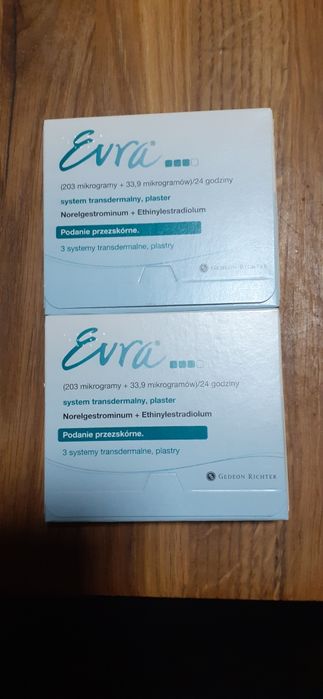 Evra
(203 mikrogramy + 33,9 mikrogramów)/24 godziny
system transdermalny, plaster
Norelgestrominum + Ethinylestradiolum
Podanie przezskórne.
3 systemy transdermalne, plastry
GEDEON RICHTER
Evra
(203 mikrogramy + 33,9 mikrogramów)/24 godziny
system transdermalny, plaster
Norelgestrominum + Ethinylestradiolum
Podanie przezskórne.
3 systemy transdermalne, plastry
GEDEON RICHTER